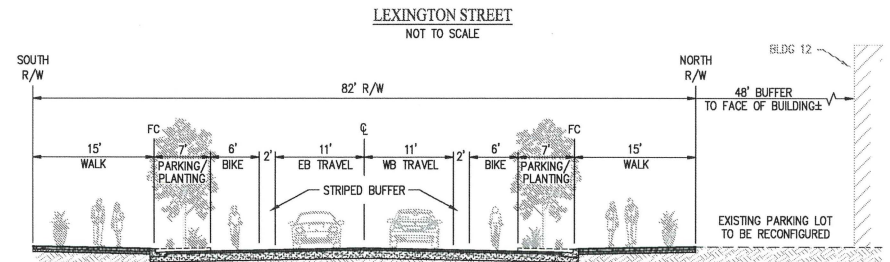 LEXINGTON STREET
NOT TO SCALE
BLDG 12
SOUTH
R/W
NORTH
R/W
82' R/W
48' BUFFER
TO FACE OF BUILDING±
FC
℄
FC
15'
WALK
7'
PARKING/
PLANTING
6'
BIKE
2'
11'
EB TRAVEL
11'
WB TRAVEL
2'
6'
BIKE
7'
PARKING/
PLANTING
15'
WALK
STRIPED BUFFER
EXISTING PARKING LOT
TO BE RECONFIGURED